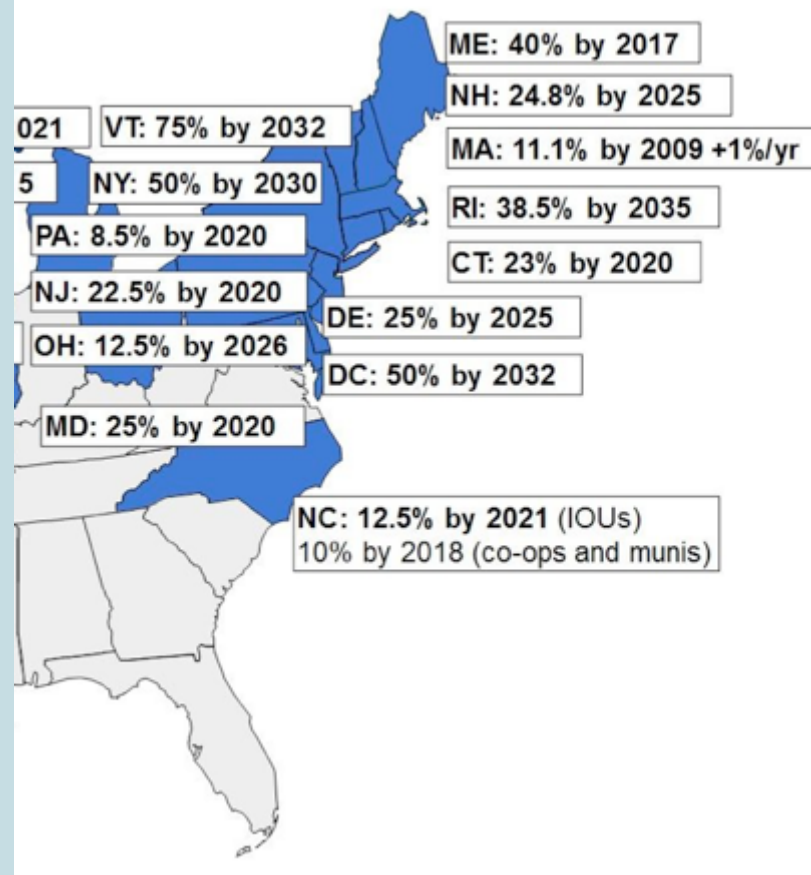 ME: 40% by 2017
NH: 24.8% by 2025
021
VT: 75% by 2032
MA: 11.1% by 2009 +1%/yr
5
NY: 50% by 2030
RI: 38.5% by 2035
PA: 8.5% by 2020
CT: 23% by 2020
NJ: 22.5% by 2020
DE: 25% by 2025
OH: 12.5% by 2026
DC: 50% by 2032
MD: 25% by 2020
NC: 12.5% by 2021 (IOUs)
10% by 2018 (co-ops and munis)